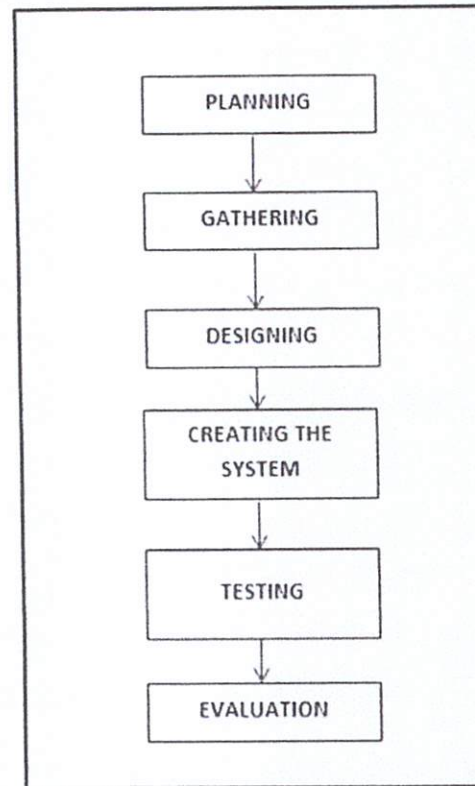 PLANNING
GATHERING
DESIGNING
CREATING THE
SYSTEM
TESTING
EVALUATION